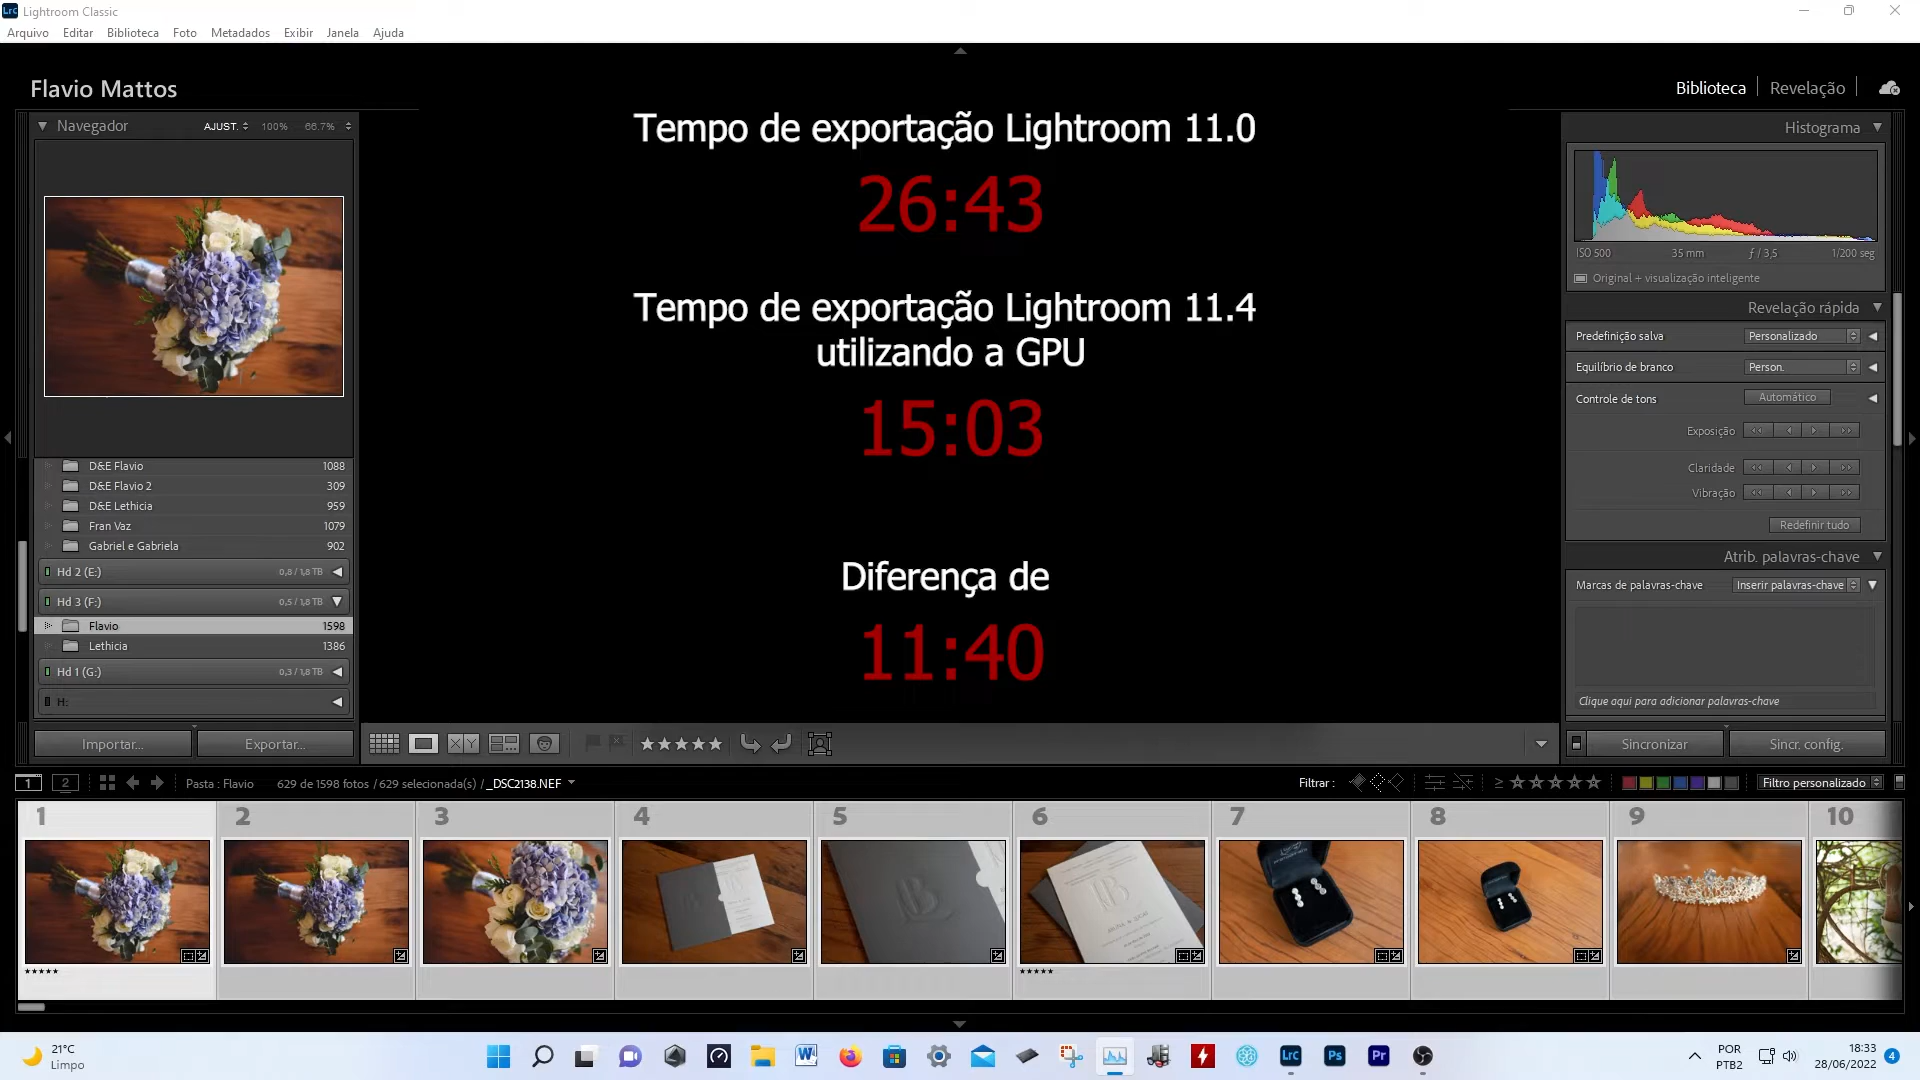 Lrc Lightroom Classic
Arquivo Editar Biblioteca Foto Metadados Exibir Janela Ajuda
Flavio Mattos
Biblioteca Revelação
Navegador AJUST. 100% 66.7%
Tempo de exportação Lightroom 11.0
26:43
Tempo de exportação Lightroom 11.4
utilizando a GPU
15:03
Diferença de
11:40
D&E Flavio 1088
D&E Flavio 2 309
D&E Lethicia 959
Fran Vaz 1079
Gabriel e Gabriela 902
Hd 2 (E:) 0,8 / 1,8 TB
Hd 3 (F:) 0,5 / 1,8 TB
Flavio 1598
Lethicia 1386
Hd 1 (G:) 0,3 / 1,8 TB
H:
Importar... Exportar...
Histograma
ISO 500 35 mm ƒ / 3,5 1/200 seg
Original + visualização inteligente
Revelação rápida
Predefinição salva Personalizado
Equilíbrio de branco Person.
Controle de tons Automático
Exposição
Claridade
Vibração
Redefinir tudo
Atrib. palavras-chave
Marcas de palavras-chave Inserir palavras-chave
Clique aqui para adicionar palavras-chave
X Y
Sincronizar Sincr. config.
1 2 Pasta : Flavio 629 de 1598 fotos / 629 selecionada(s) / _DSC2138.NEF
Filtrar : ≥ Filtro personalizado
1 2 3 4 5 6 7 8 9 10
21°C
Limpo
Lrc Ps Pr
POR
PTB2
18:33
28/06/2022
4